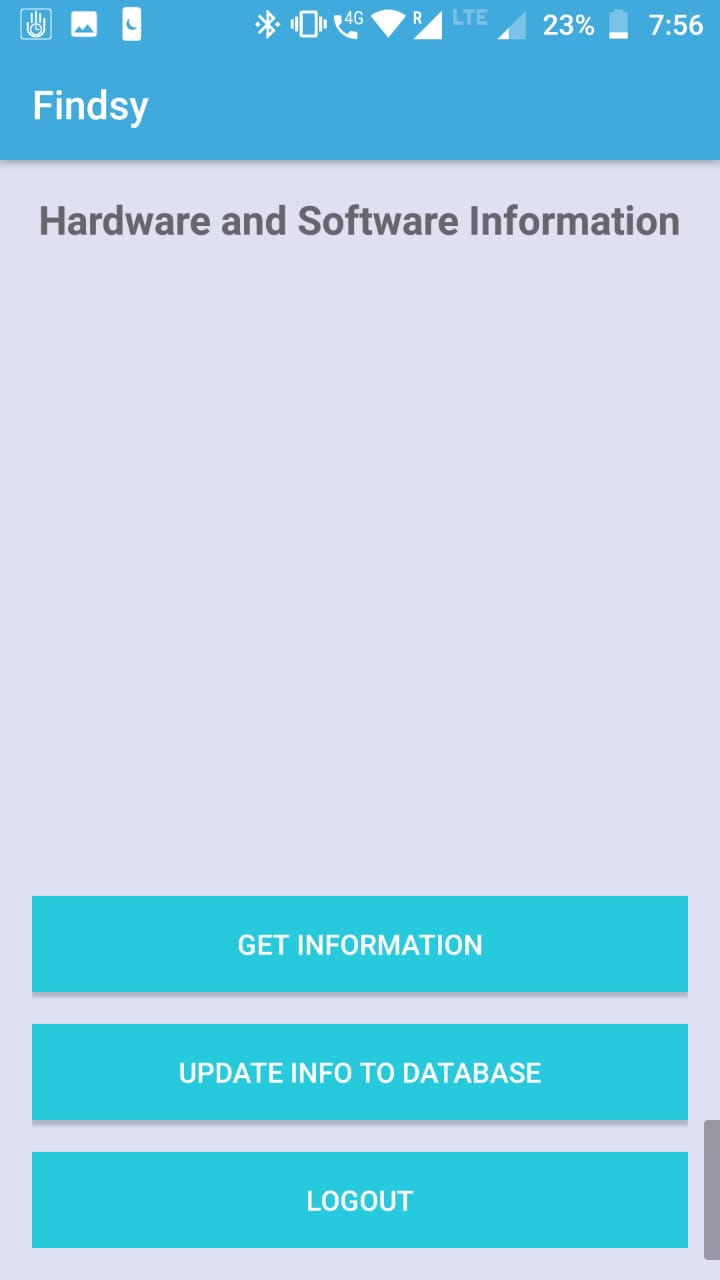 4G R LTE 23% 7:56
Findsy
Hardware and Software Information
GET INFORMATION
UPDATE INFO TO DATABASE
LOGOUT